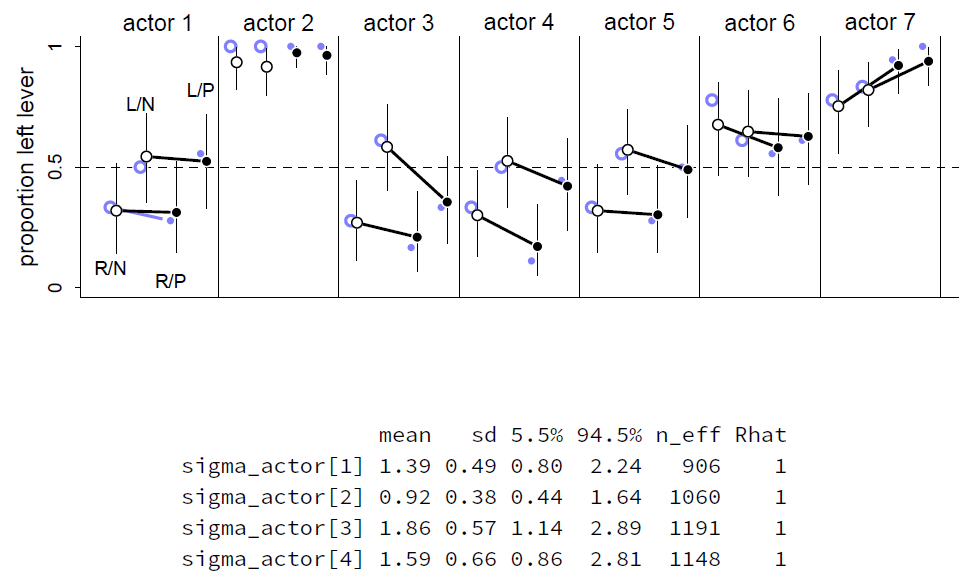 actor 1 actor 2 actor 3 actor 4 actor 5 actor 6 actor 7
1
0.5
0
proportion left lever
L/N
L/P
R/N
R/P
mean sd 5.5% 94.5% n_eff Rhat
sigma_actor[1] 1.39 0.49 0.80 2.24 906 1
sigma_actor[2] 0.92 0.38 0.44 1.64 1060 1
sigma_actor[3] 1.86 0.57 1.14 2.89 1191 1
sigma_actor[4] 1.59 0.66 0.86 2.81 1148 1